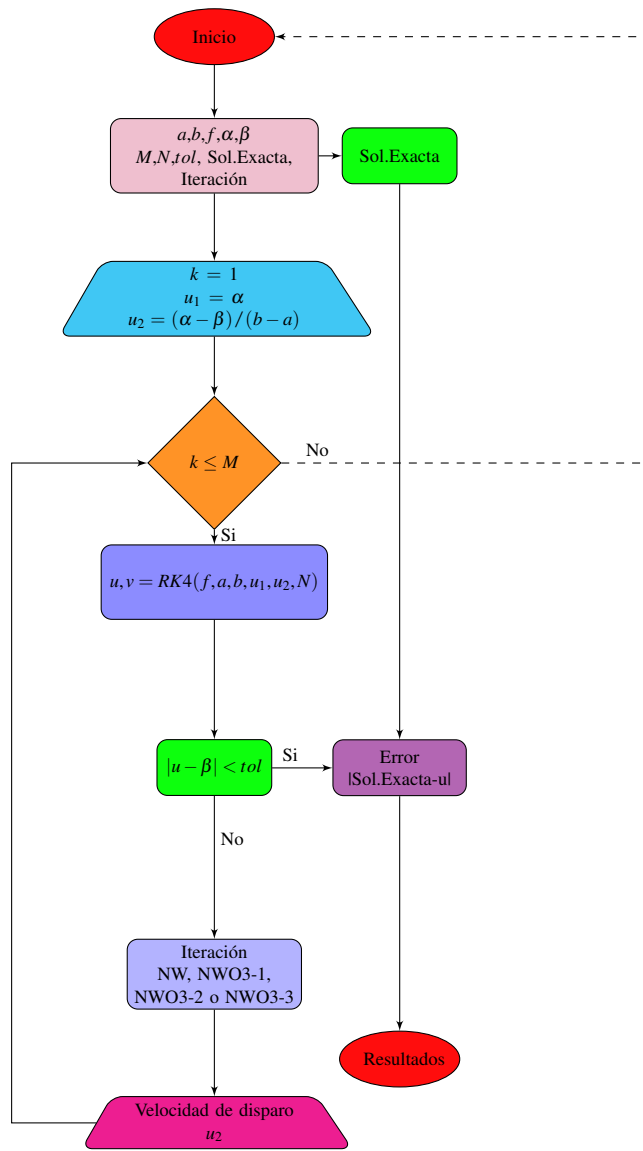 Inicio
a,b,f,α,β
M,N,tol, Sol.Exacta,
Iteración
Sol.Exacta
k = 1
u₁ = α
u₂ = (α − β)/(b − a)
k ≤ M
No
Si
u,v = RK4(f,a,b,u₁,u₂,N)
|u − β| < tol
Si
Error
|Sol.Exacta-u|
No
Iteración
NW, NWO3-1,
NWO3-2 o NWO3-3
Resultados
Velocidad de disparo
u₂